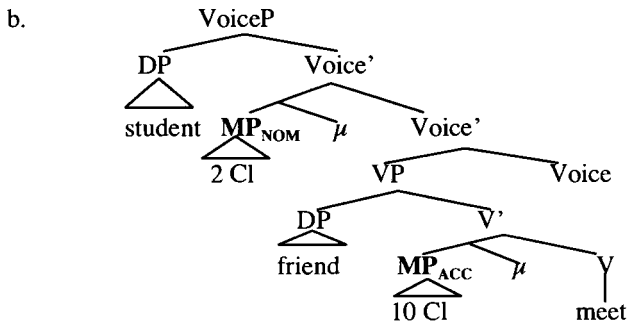 b. VoiceP
DP Voice'
student MP_NOM μ Voice'
2 Cl VP Voice
DP V'
friend MP_ACC μ V
10 Cl meet